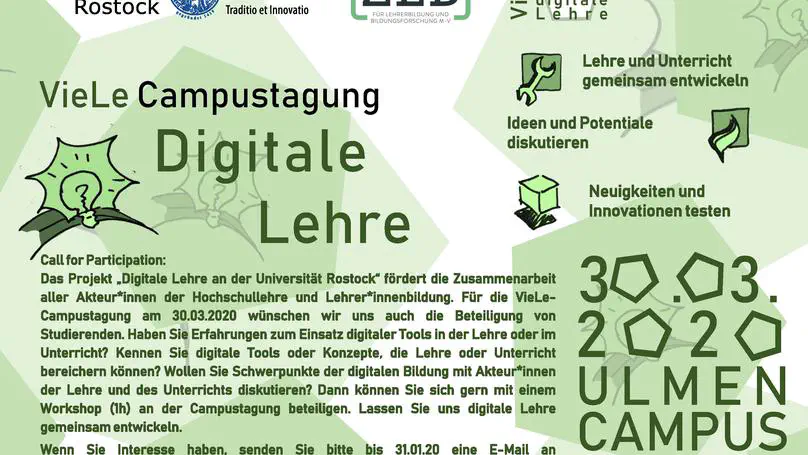 Rostock
Traditio et Innovatio
FÜR LEHRERBILDUNG UND
BILDUNGSFORSCHUNG M-V
digitale
Lehre
Lehre und Unterricht
gemeinsam entwickeln
Ideen und Potentiale
diskutieren
Neuigkeiten und
Innovationen testen
VieLe Campustagung
Digitale
Lehre
Call for Participation:
Das Projekt „Digitale Lehre an der Universität Rostock“ fördert die Zusammenarbeit
aller Akteur*innen der Hochschullehre und Lehrer*innenbildung. Für die VieLe-
Campustagung am 30.03.2020 wünschen wir uns auch die Beteiligung von
Studierenden. Haben Sie Erfahrungen zum Einsatz digitaler Tools in der Lehre oder im
Unterricht? Kennen Sie digitale Tools oder Konzepte, die Lehre oder Unterricht
bereichern können? Wollen Sie Schwerpunkte der digitalen Bildung mit Akteur*innen
der Lehre und des Unterrichts diskutieren? Dann können Sie sich gern mit einem
Workshop (1h) an der Campustagung beteiligen. Lassen Sie uns digitale Lehre
gemeinsam entwickeln.
Wenn Sie Interesse haben, senden Sie bitte bis 31.01.20 eine E-Mail an
30.03.
2020
ULMEN
CAMPUS